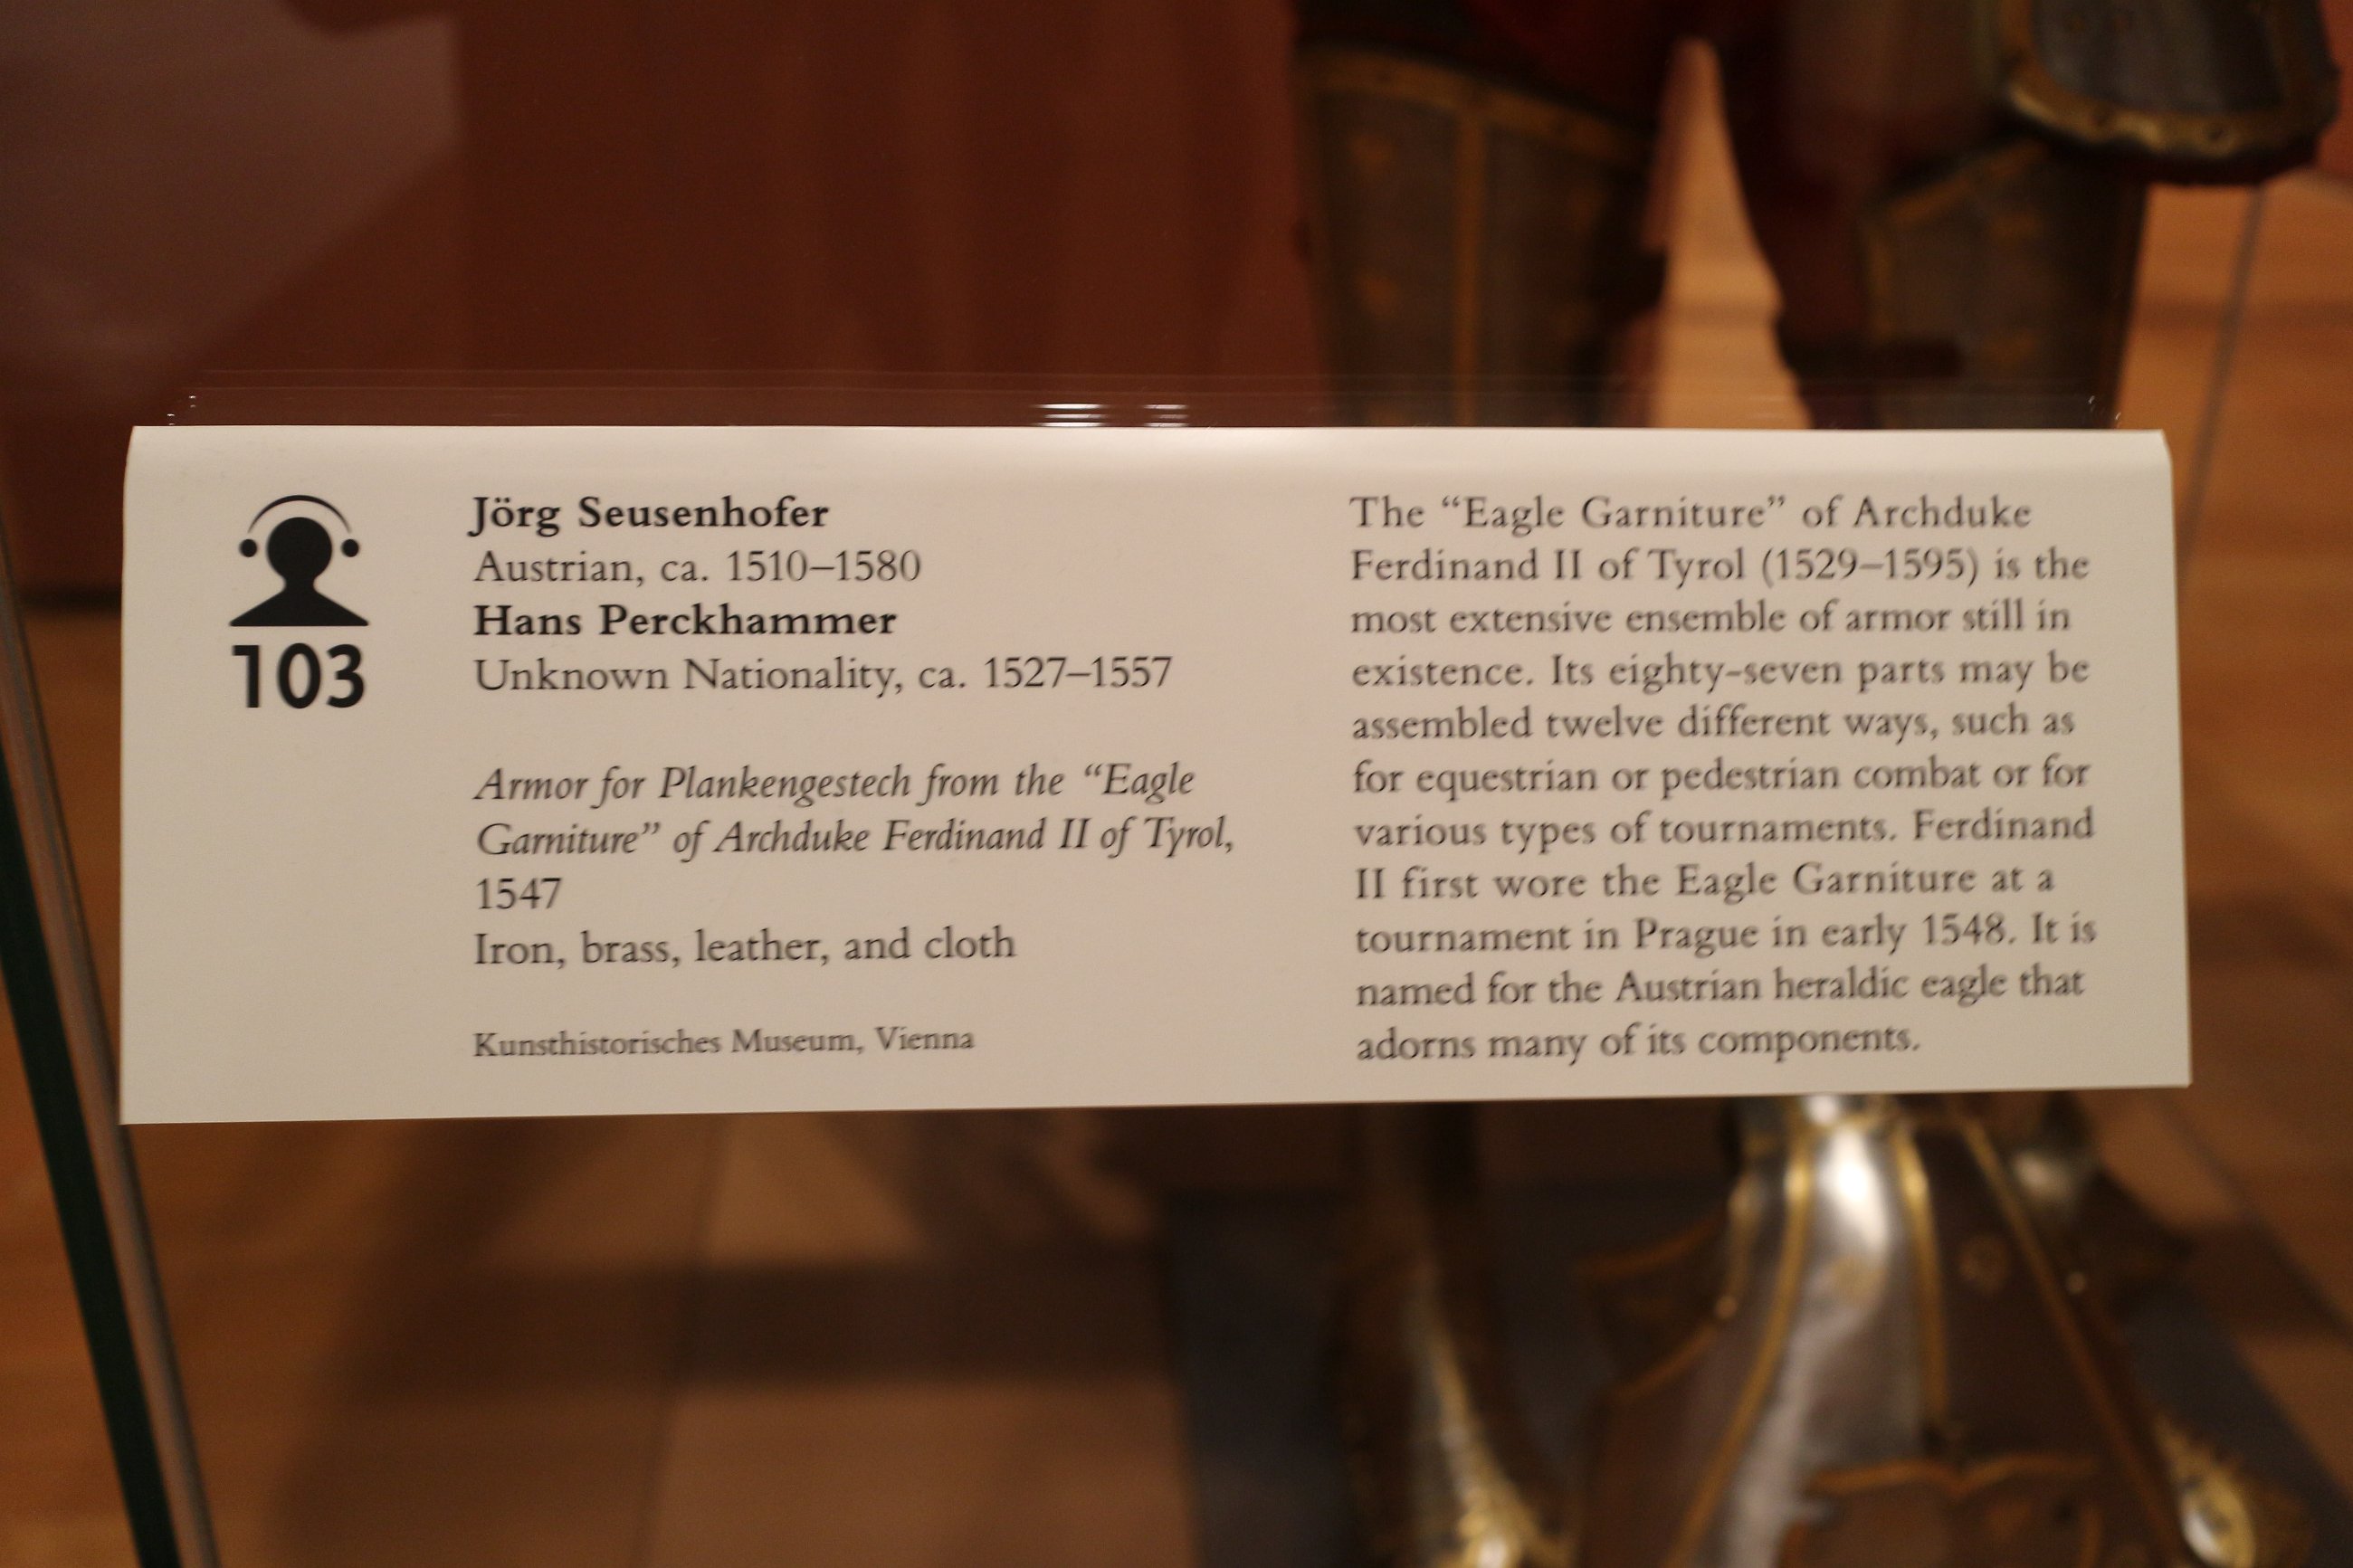 103
Jörg Seusenhofer
Austrian, ca. 1510–1580
Hans Perckhammer
Unknown Nationality, ca. 1527–1557
Armor for Plankengestech from the “Eagle
Garniture” of Archduke Ferdinand II of Tyrol,
1547
Iron, brass, leather, and cloth
Kunsthistorisches Museum, Vienna
The “Eagle Garniture” of Archduke
Ferdinand II of Tyrol (1529–1595) is the
most extensive ensemble of armor still in
existence. Its eighty-seven parts may be
assembled twelve different ways, such as
for equestrian or pedestrian combat or for
various types of tournaments. Ferdinand
II first wore the Eagle Garniture at a
tournament in Prague in early 1548. It is
named for the Austrian heraldic eagle that
adorns many of its components.